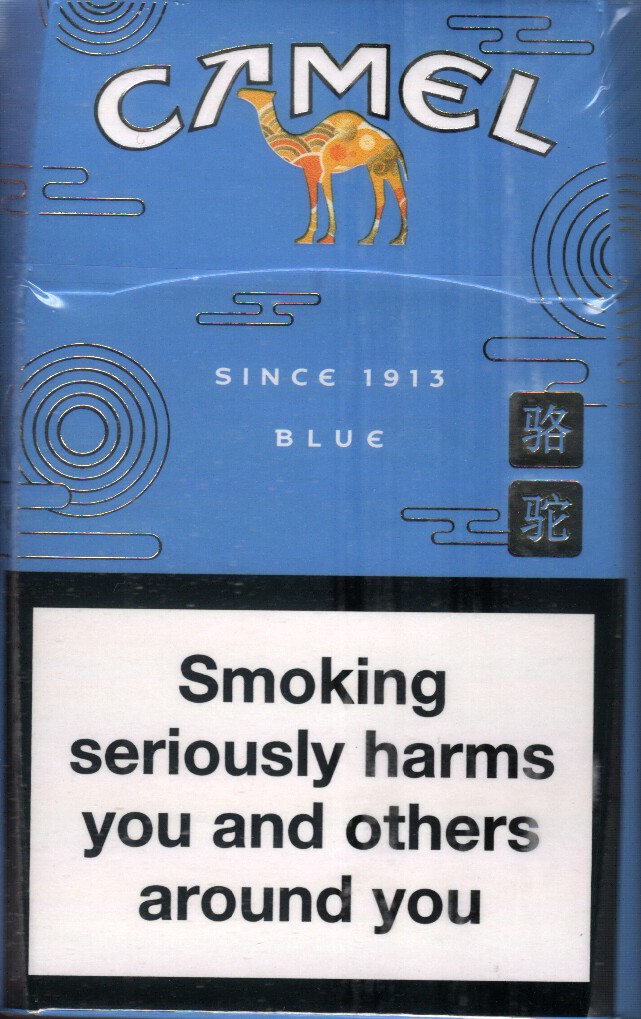 CAMEL
SINCE 1913
BLUE
骆
驼
Smoking
seriously harms
you and others
around you